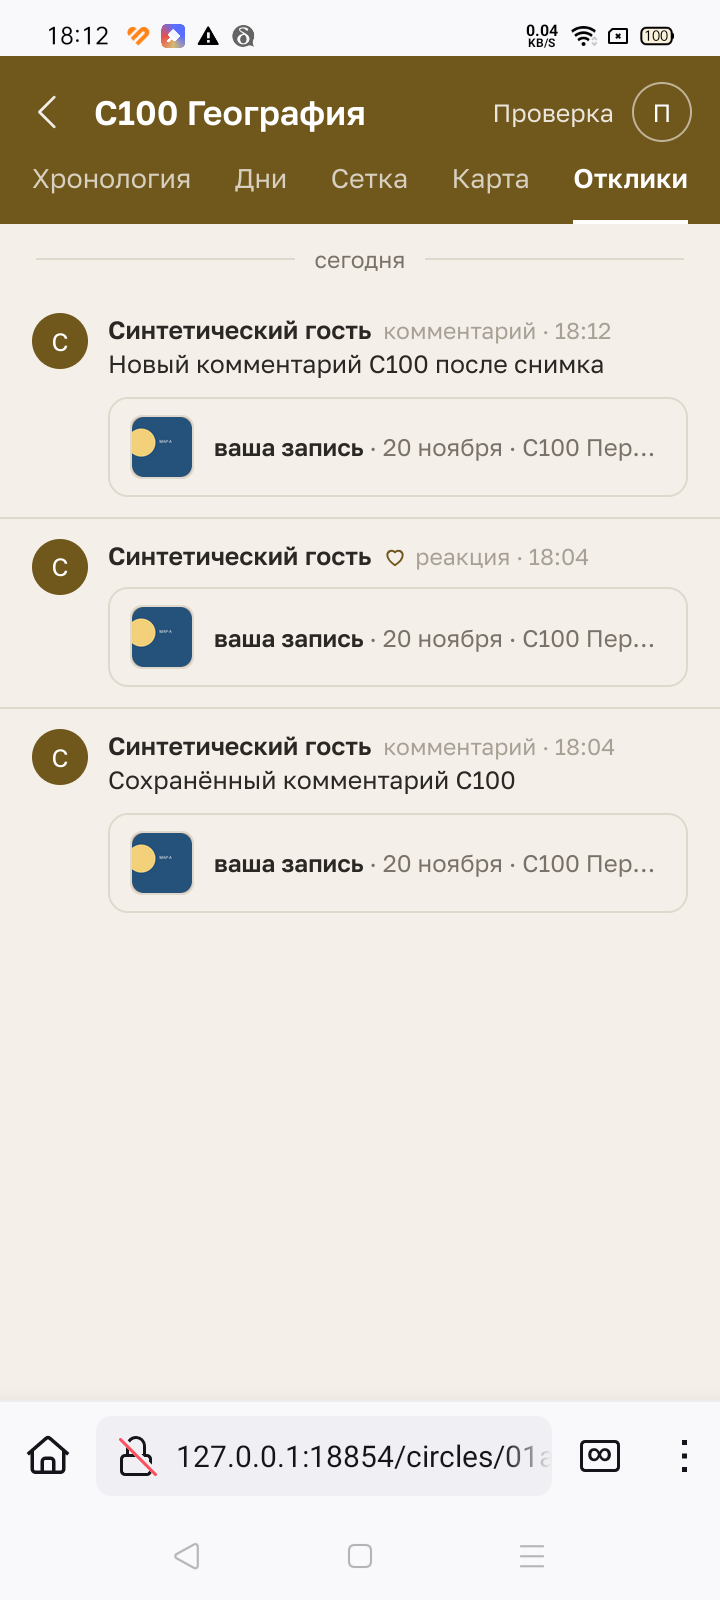 18:12
0.04
KB/S
100
С100 География
Проверка
П
Хронология Дни Сетка Карта Отклики
сегодня
С
Синтетический гость комментарий · 18:12
Новый комментарий С100 после снимка
ваша запись · 20 ноября · С100 Пер...
С
Синтетический гость реакция · 18:04
ваша запись · 20 ноября · С100 Пер...
С
Синтетический гость комментарий · 18:04
Сохранённый комментарий С100
ваша запись · 20 ноября · С100 Пер...
127.0.0.1:18854/circles/01a